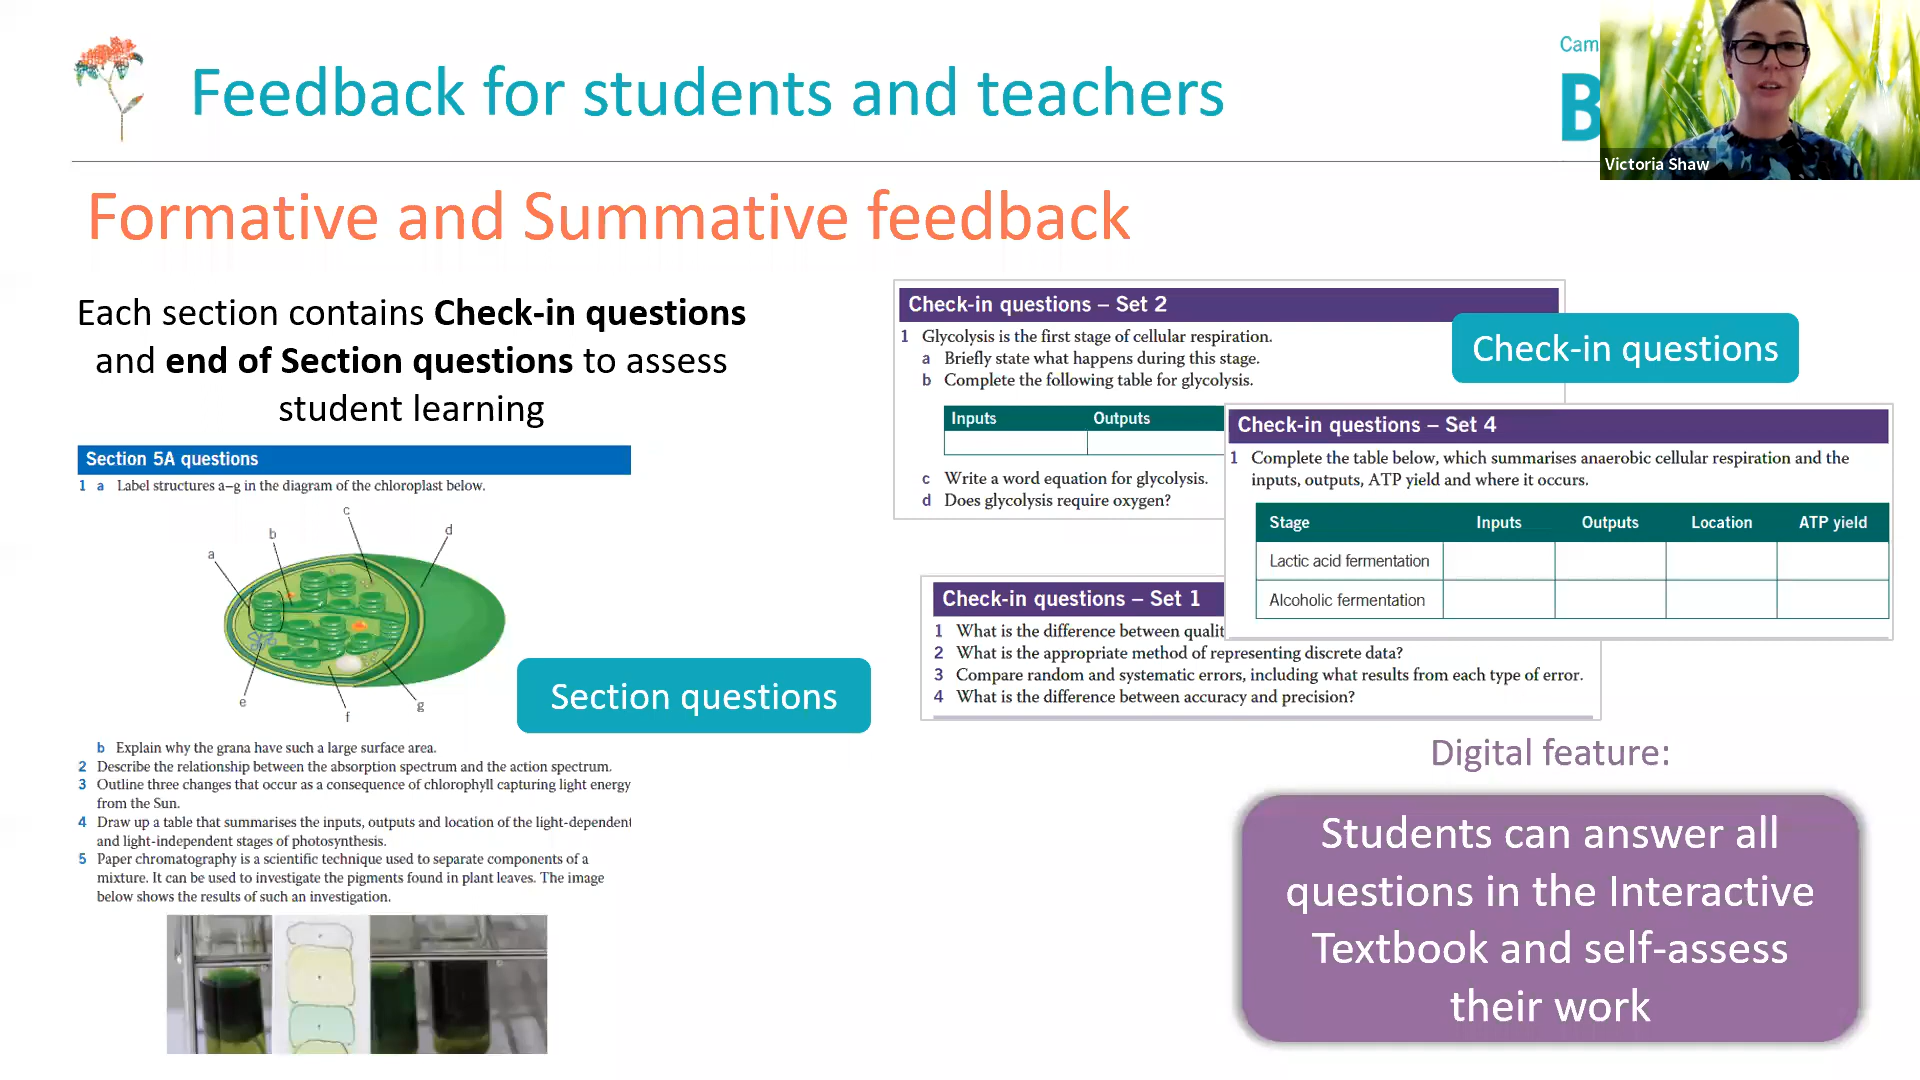 Feedback for students and teachers
Cam
B
Victoria Shaw
Formative and Summative feedback
Each section contains Check-in questions
and end of Section questions to assess
student learning
Section 5A questions
1 a Label structures a–g in the diagram of the chloroplast below.
a
b
c
d
e
f
g
Section questions
b Explain why the grana have such a large surface area.
2 Describe the relationship between the absorption spectrum and the action spectrum.
3 Outline three changes that occur as a consequence of chlorophyll capturing light energy
from the Sun.
4 Draw up a table that summarises the inputs, outputs and location of the light-dependent
and light-independent stages of photosynthesis.
5 Paper chromatography is a scientific technique used to separate components of a
mixture. It can be used to investigate the pigments found in plant leaves. The image
below shows the results of such an investigation.
Check-in questions – Set 2
1 Glycolysis is the first stage of cellular respiration.
a Briefly state what happens during this stage.
b Complete the following table for glycolysis.
Inputs Outputs
c Write a word equation for glycolysis.
d Does glycolysis require oxygen?
Check-in questions
Check-in questions – Set 4
1 Complete the table below, which summarises anaerobic cellular respiration and the
inputs, outputs, ATP yield and where it occurs.
Stage Inputs Outputs Location ATP yield
Lactic acid fermentation
Alcoholic fermentation
Check-in questions – Set 1
1 What is the difference between qualit
2 What is the appropriate method of representing discrete data?
3 Compare random and systematic errors, including what results from each type of error.
4 What is the difference between accuracy and precision?
Digital feature:
Students can answer all
questions in the Interactive
Textbook and self-assess
their work